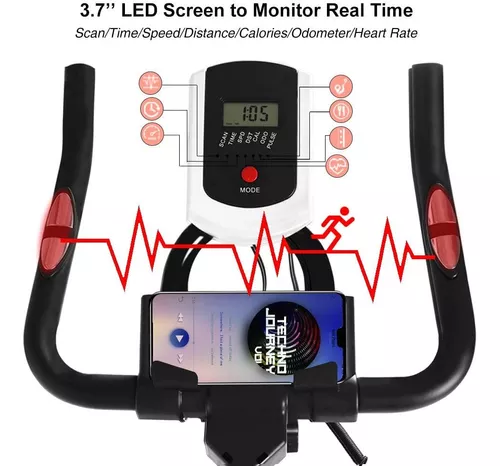 3.7’’ LED Screen to Monitor Real Time
Scan/Time/Speed/Distance/Calories/Odometer/Heart Rate
1:05
SCAN
TIME
SPD
DST
CAL
ODO
PULSE
MODE
TECHNO
JOURNEY
VOL